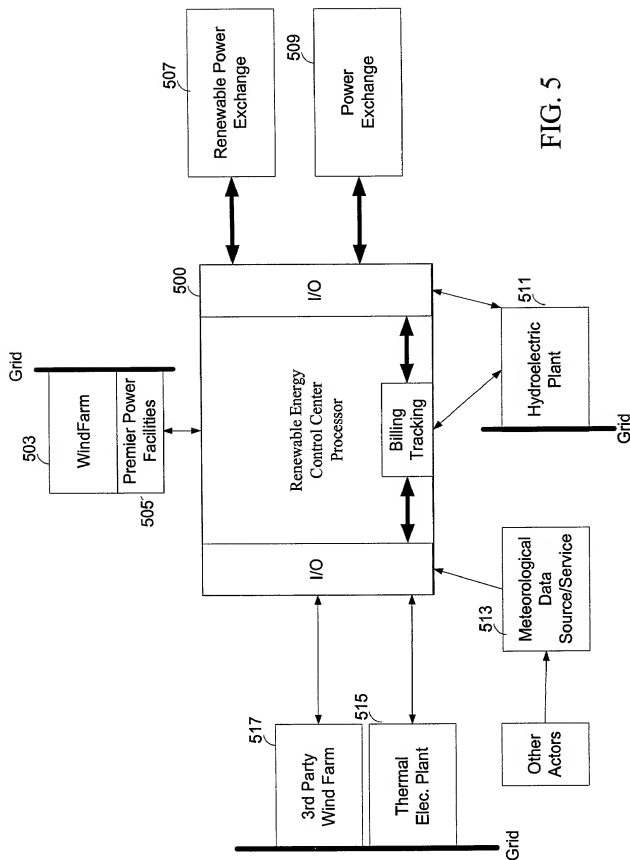 Grid
503
WindFarm
505
Premier Power
Facilities
507
Renewable Power
Exchange
509
Power
Exchange
500
I/O
Renewable Energy
Control Center
Processor
Billing
Tracking
I/O
517
3rd Party
Wind Farm
515
Thermal
Elec. Plant
Grid
513
Meteorological
Data
Source/Service
Other
Actors
511
Hydroelectric
Plant
Grid
FIG. 5